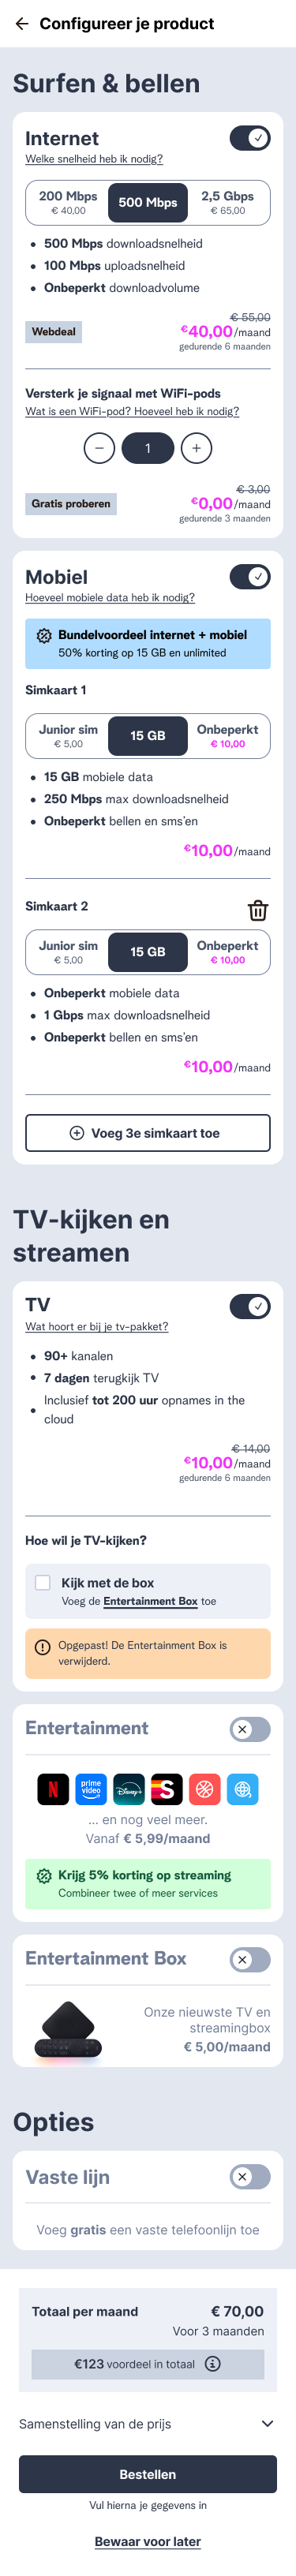 Configureer je product
Surfen & bellen
Internet
Welke snelheid heb ik nodig?
200 Mbps
€ 40,00
500 Mbps
2,5 Gbps
€ 65,00
500 Mbps downloadsnelheid
100 Mbps uploadsnelheid
Onbeperkt downloadvolume
€ 55,00
Webdeal
€40,00/maand
gedurende 6 maanden
Versterk je signaal met WiFi-pods
Wat is een WiFi-pod? Hoeveel heb ik nodig?
1
€ 3,00
Gratis proberen
€0,00/maand
gedurende 3 maanden
Mobiel
Hoeveel mobiele data heb ik nodig?
Bundelvoordeel internet + mobiel
50% korting op 15 GB en unlimited
Simkaart 1
Junior sim
€ 5,00
15 GB
Onbeperkt
€ 10,00
15 GB mobiele data
250 Mbps max downloadsnelheid
Onbeperkt bellen en sms'en
€10,00/maand
Simkaart 2
Junior sim
€ 5,00
15 GB
Onbeperkt
€ 10,00
Onbeperkt mobiele data
1 Gbps max downloadsnelheid
Onbeperkt bellen en sms'en
€10,00/maand
Voeg 3e simkaart toe
TV-kijken en
streamen
TV
Wat hoort er bij je tv-pakket?
90+ kanalen
7 dagen terugkijk TV
Inclusief tot 200 uur opnames in the
cloud
€ 14,00
€10,00/maand
gedurende 6 maanden
Hoe wil je TV-kijken?
Kijk met de box
Voeg de Entertainment Box toe
Opgepast! De Entertainment Box is
verwijderd.
Entertainment
N
prime
video
Disney+
S
... en nog veel meer.
Vanaf € 5,99/maand
Krijg 5% korting op streaming
Combineer twee of meer services
Entertainment Box
Onze nieuwste TV en
streamingbox
€ 5,00/maand
Opties
Vaste lijn
Voeg gratis een vaste telefoonlijn toe
Totaal per maand
€ 70,00
Voor 3 maanden
€123 voordeel in totaal
Samenstelling van de prijs
Bestellen
Vul hierna je gegevens in
Bewaar voor later